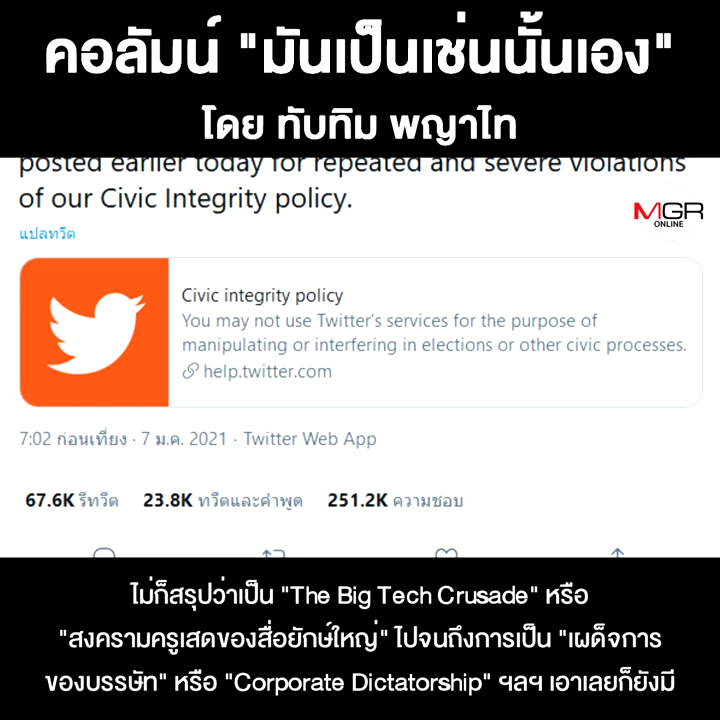 คอลัมน์ "มันเป็นเช่นนั้นเอง"
โดย ทับทิม พญาไท
posted earlier today for repeated and severe violations
of our Civic Integrity policy.
MGR
ONLINE
แปลทวีต
Civic integrity policy
You may not use Twitter's services for the purpose of
manipulating or interfering in elections or other civic processes.
help.twitter.com
7:02 ก่อนเที่ยง · 7 ม.ค. 2021 · Twitter Web App
67.6K รีทวีต 23.8K ทวีตและคำพูด 251.2K ความชอบ
ไม่ก็สรุปว่าเป็น "The Big Tech Crusade" หรือ
"สงครามครูเสดของสื่อยักษ์ใหญ่" ไปจนถึงการเป็น "เผด็จการ
ของบรรษัท" หรือ "Corporate Dictatorship" ฯลฯ เอาเลยก็ยังมี